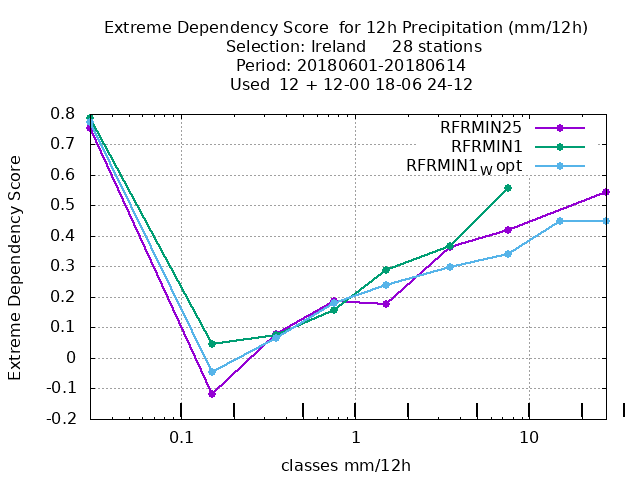 Extreme Dependency Score  for 12h Precipitation (mm/12h)
Selection: Ireland     28 stations
Period: 20180601-20180614
Used  12 + 12-00 18-06 24-12
RFRMIN25
RFRMIN1
RFRMIN1W opt
Extreme Dependency Score
0.8
0.7
0.6
0.5
0.4
0.3
0.2
0.1
0
-0.1
-0.2
0.1
1
10
classes mm/12h